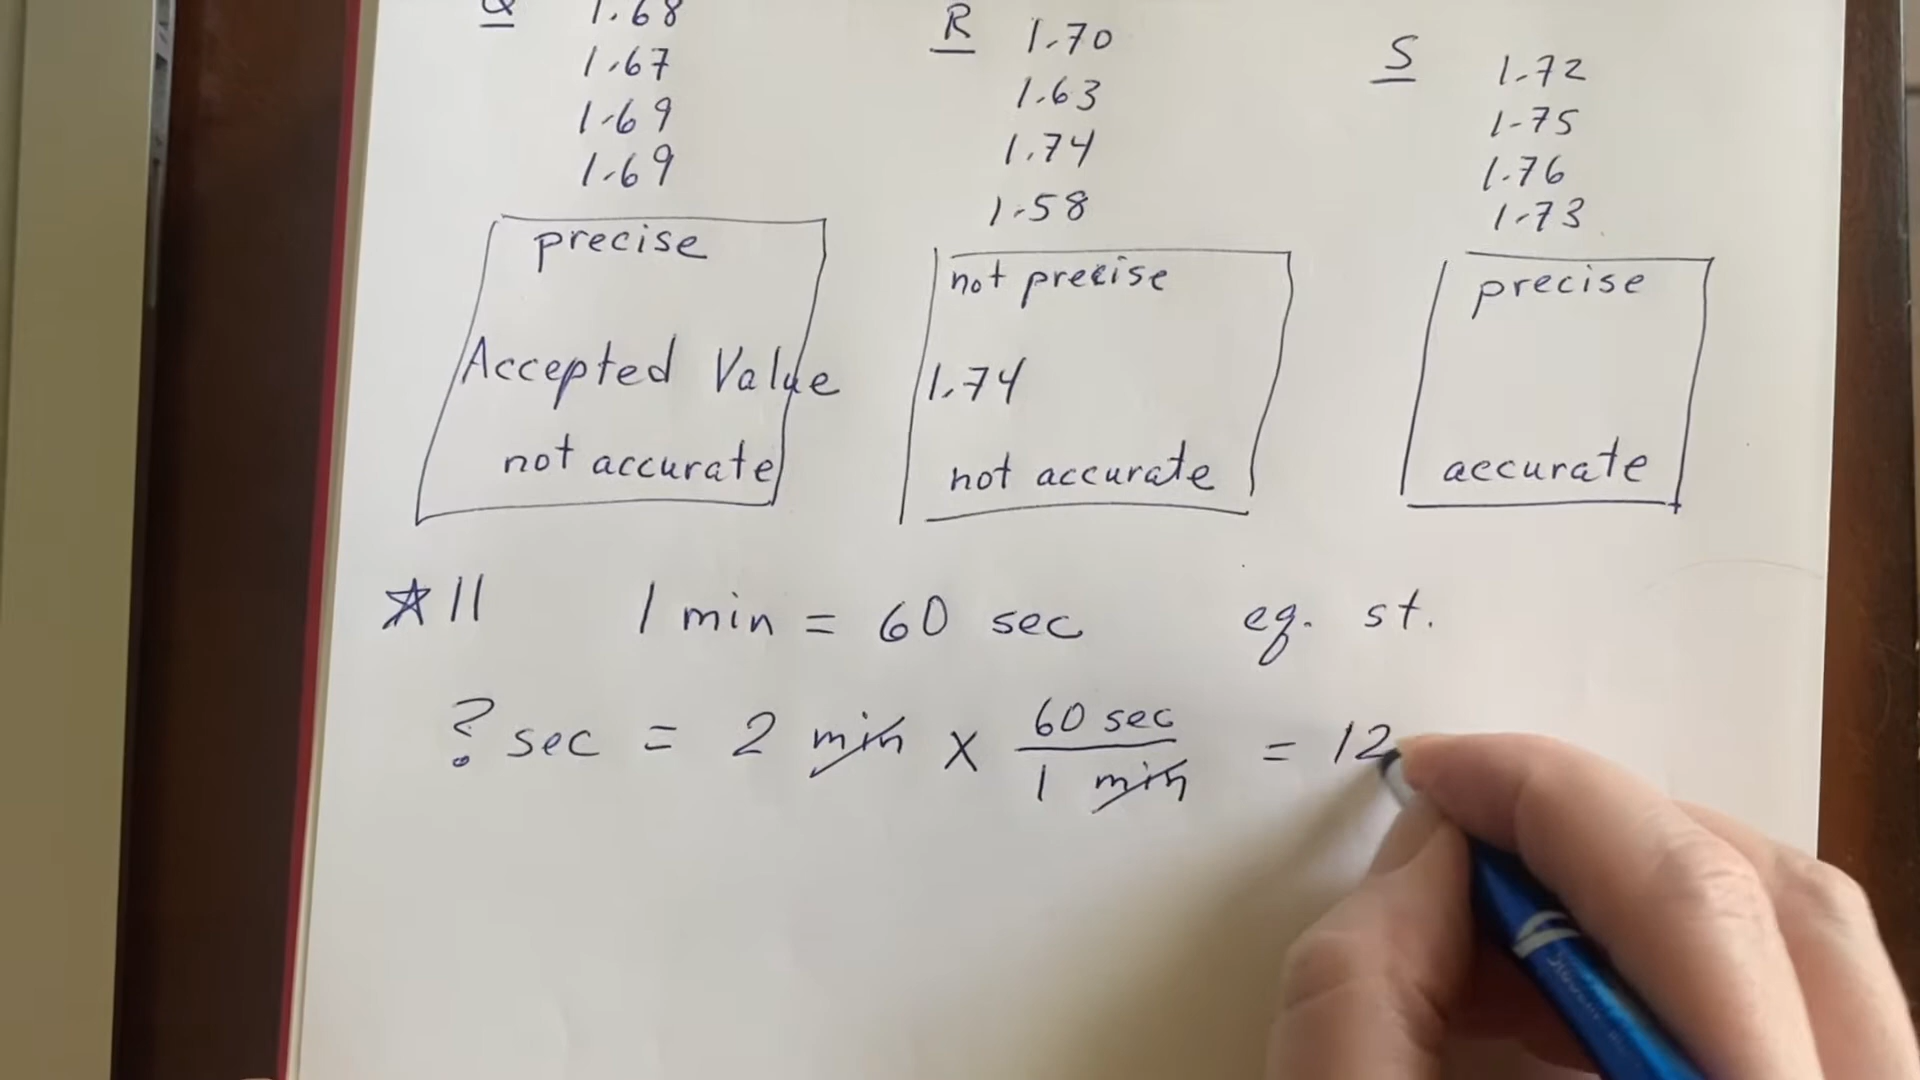 Q 1.68
1.67
1.69
1.69
R 1.70
1.63
1.74
1.58
S 1.72
1.75
1.76
1.73
precise
not precise
precise
Accepted Value 1.74
not accurate
not accurate
accurate
☆11 1 min = 60 sec eq. st.
? sec = 2 min x 60 sec = 12
1 min